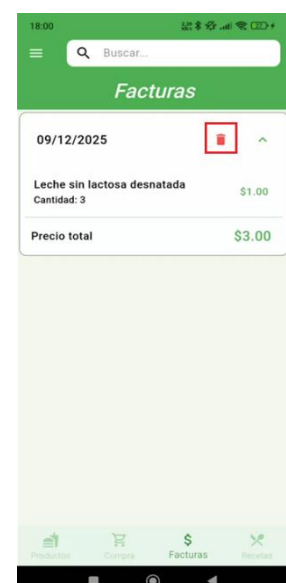 18:00
Buscar...
Facturas
09/12/2025
Leche sin lactosa desnatada
$1.00
Cantidad: 3
Precio total
$3.00
Productos Compra Facturas Recetas